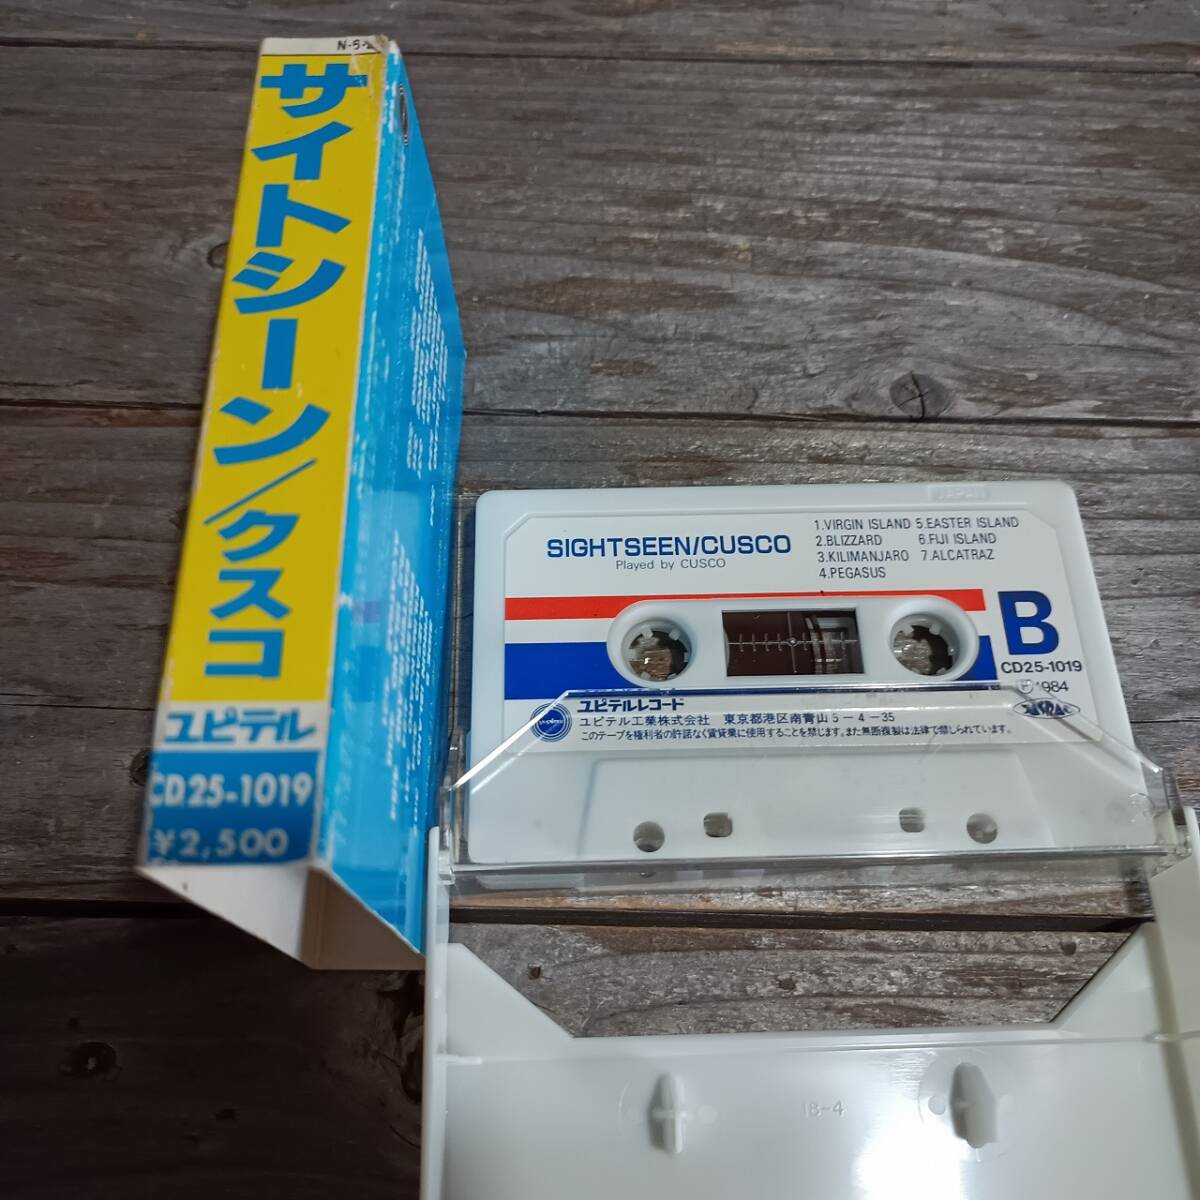 サイトシーン/クスコ
ユピテル
CD25-1019
¥2,500
JAPAN
SIGHTSEEN/CUSCO
Played by CUSCO
1.VIRGIN ISLAND 5.EASTER ISLAND
2.BLIZZARD 6.FIJI ISLAND
3.KILIMANJARO 7.ALCATRAZ
4.PEGASUS
B
CD25-1019
Ⓟ1984
JASRAC
ユピテルレコード
ユピテル工業株式会社 東京都港区南青山5-4-35
このテープを権利者の許諾なく賃貸業に使用することを禁じます。また無断複製は法律で禁じられています。
18-4